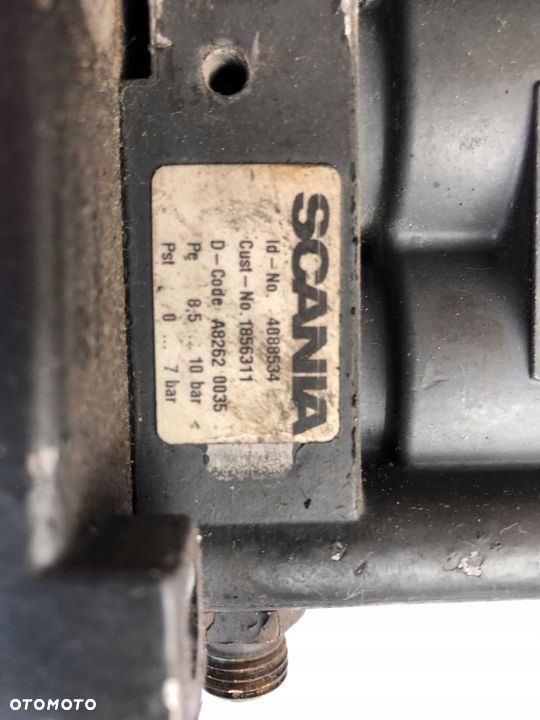 SCANIA
Id-No. 4088534
Cust-No. 1856311
D-Code: A8262 0035
Pe 8,5 ... 10 bar <
Pst 0 ... 7 bar
OTOMOTO